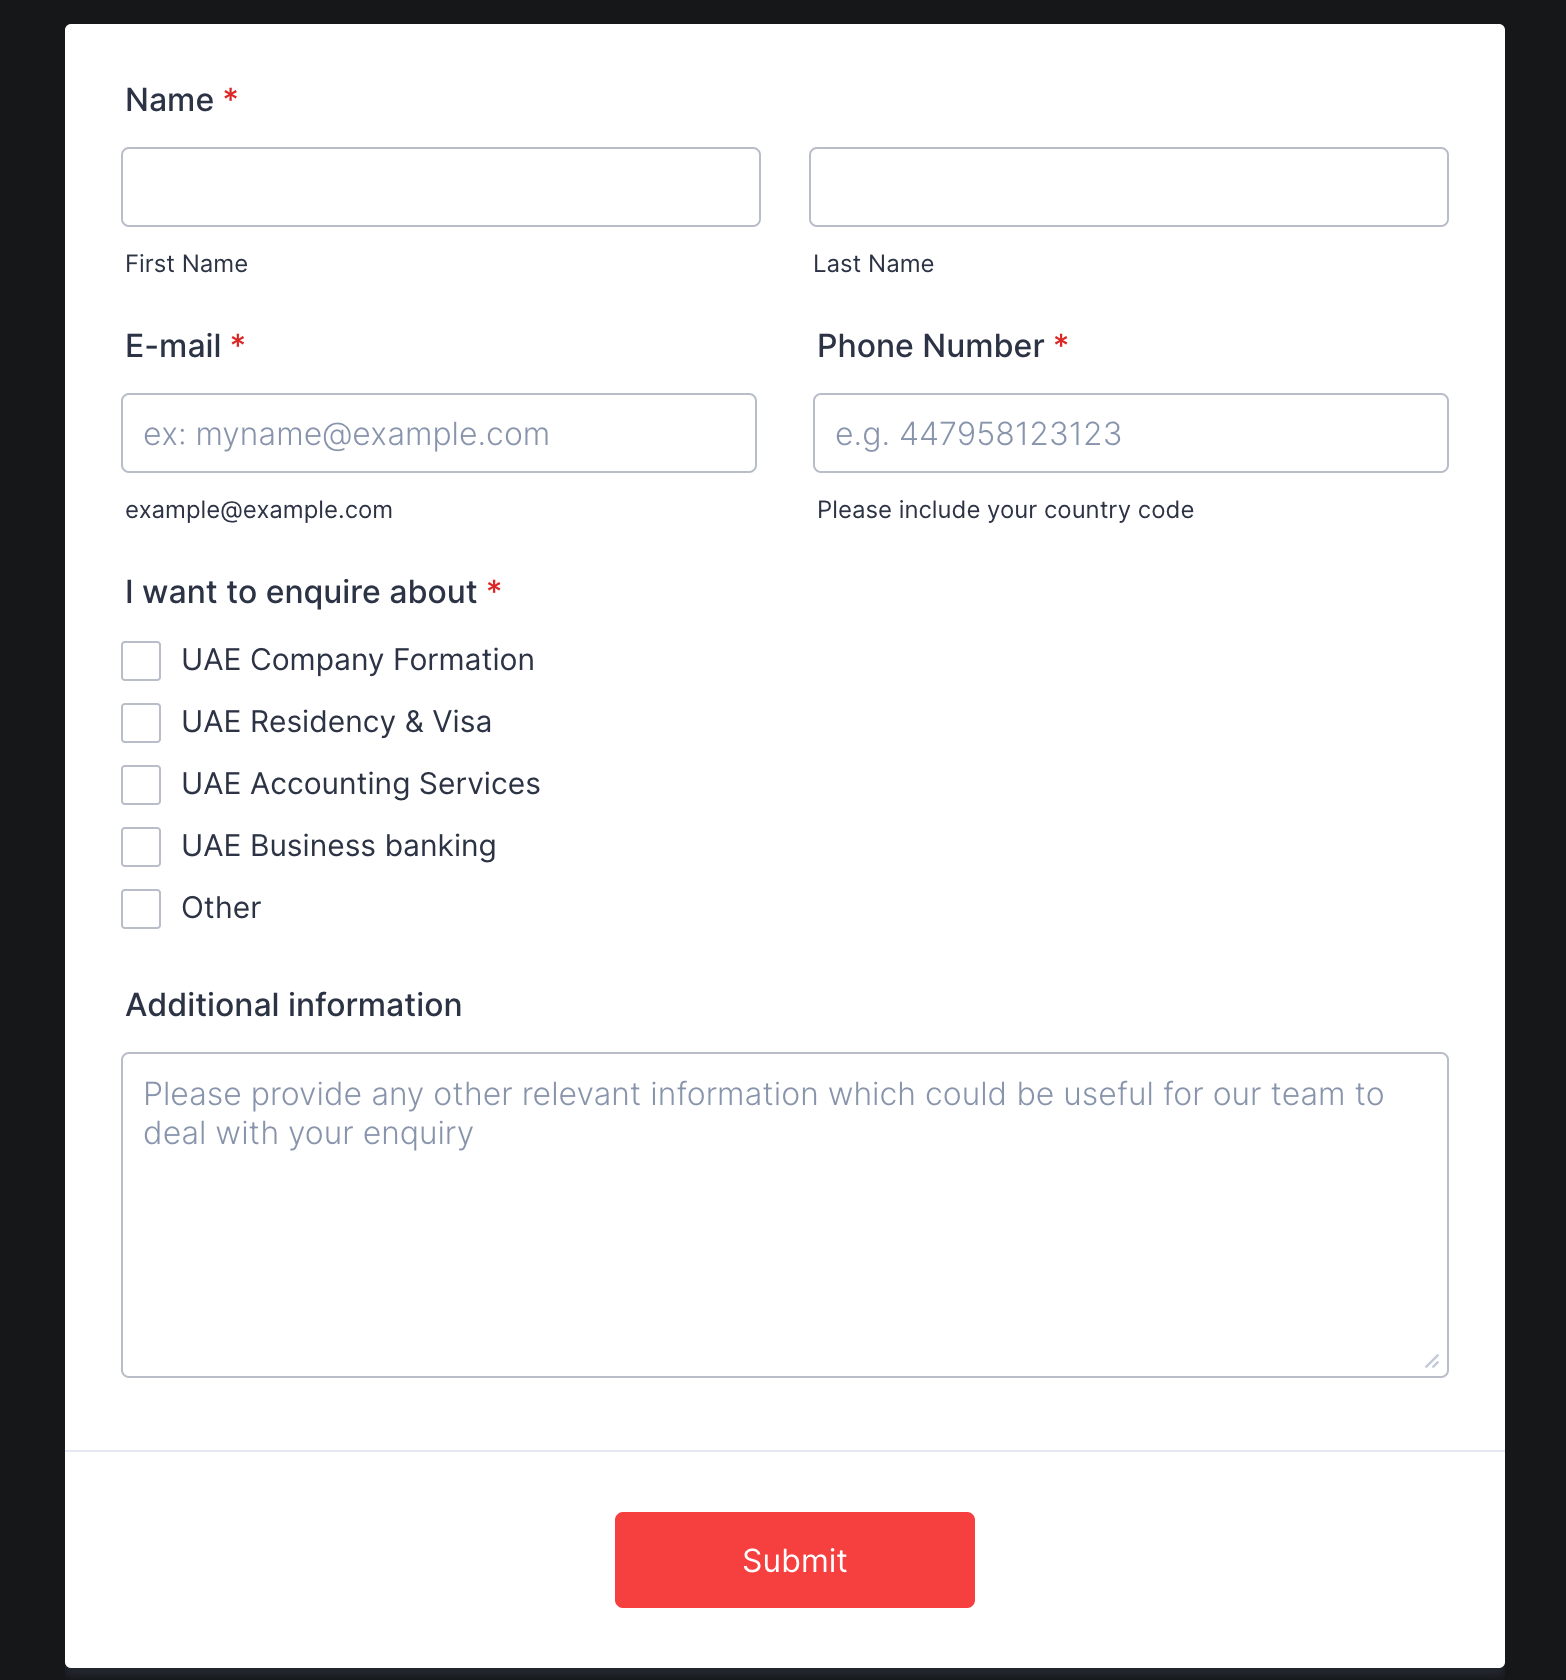 Name *
First Name
Last Name
E-mail *
Phone Number *
ex: myname@example.com
e.g. 447958123123
example@example.com
Please include your country code
I want to enquire about *
UAE Company Formation
UAE Residency & Visa
UAE Accounting Services
UAE Business banking
Other
Additional information
Please provide any other relevant information which could be useful for our team to
deal with your enquiry
Submit